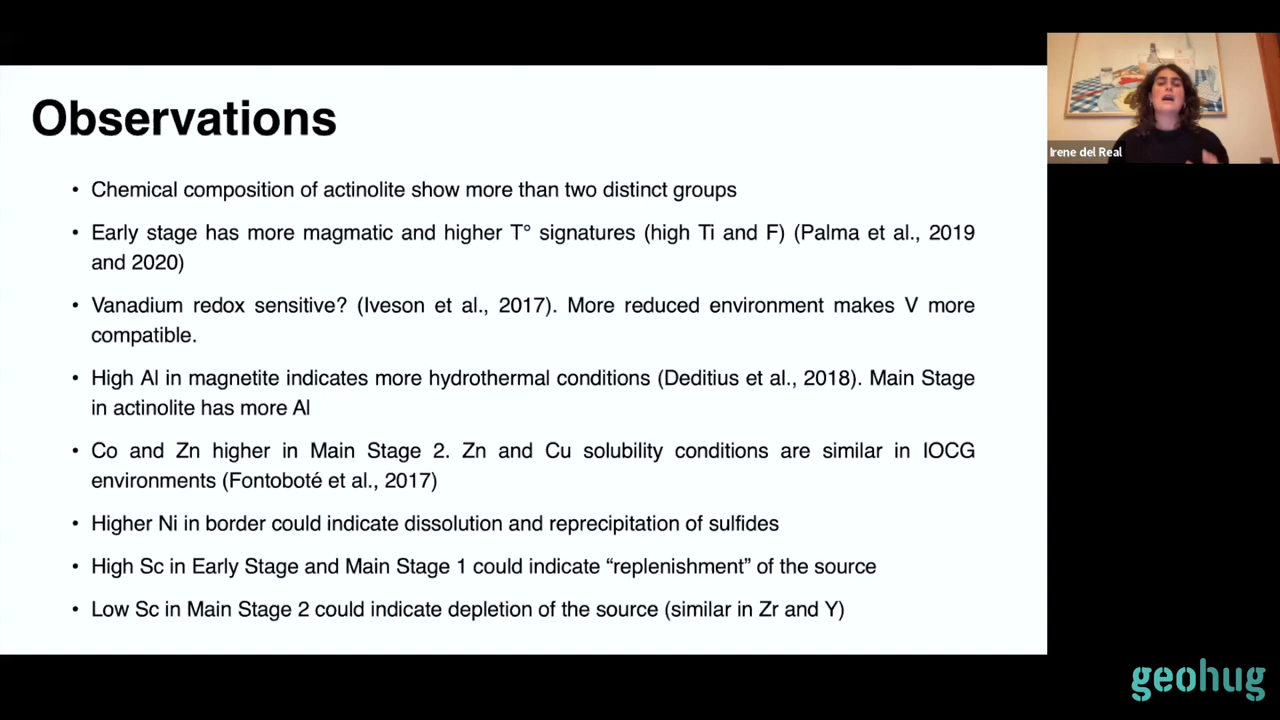 Observations
• Chemical composition of actinolite show more than two distinct groups
• Early stage has more magmatic and higher T° signatures (high Ti and F) (Palma et al., 2019
and 2020)
• Vanadium redox sensitive? (Iveson et al., 2017). More reduced environment makes V more
compatible.
• High Al in magnetite indicates more hydrothermal conditions (Deditius et al., 2018). Main Stage
in actinolite has more Al
• Co and Zn higher in Main Stage 2. Zn and Cu solubility conditions are similar in IOCG
environments (Fontoboté et al., 2017)
• Higher Ni in border could indicate dissolution and reprecipitation of sulfides
• High Sc in Early Stage and Main Stage 1 could indicate “replenishment” of the source
• Low Sc in Main Stage 2 could indicate depletion of the source (similar in Zr and Y)
Irene del Real
geohug